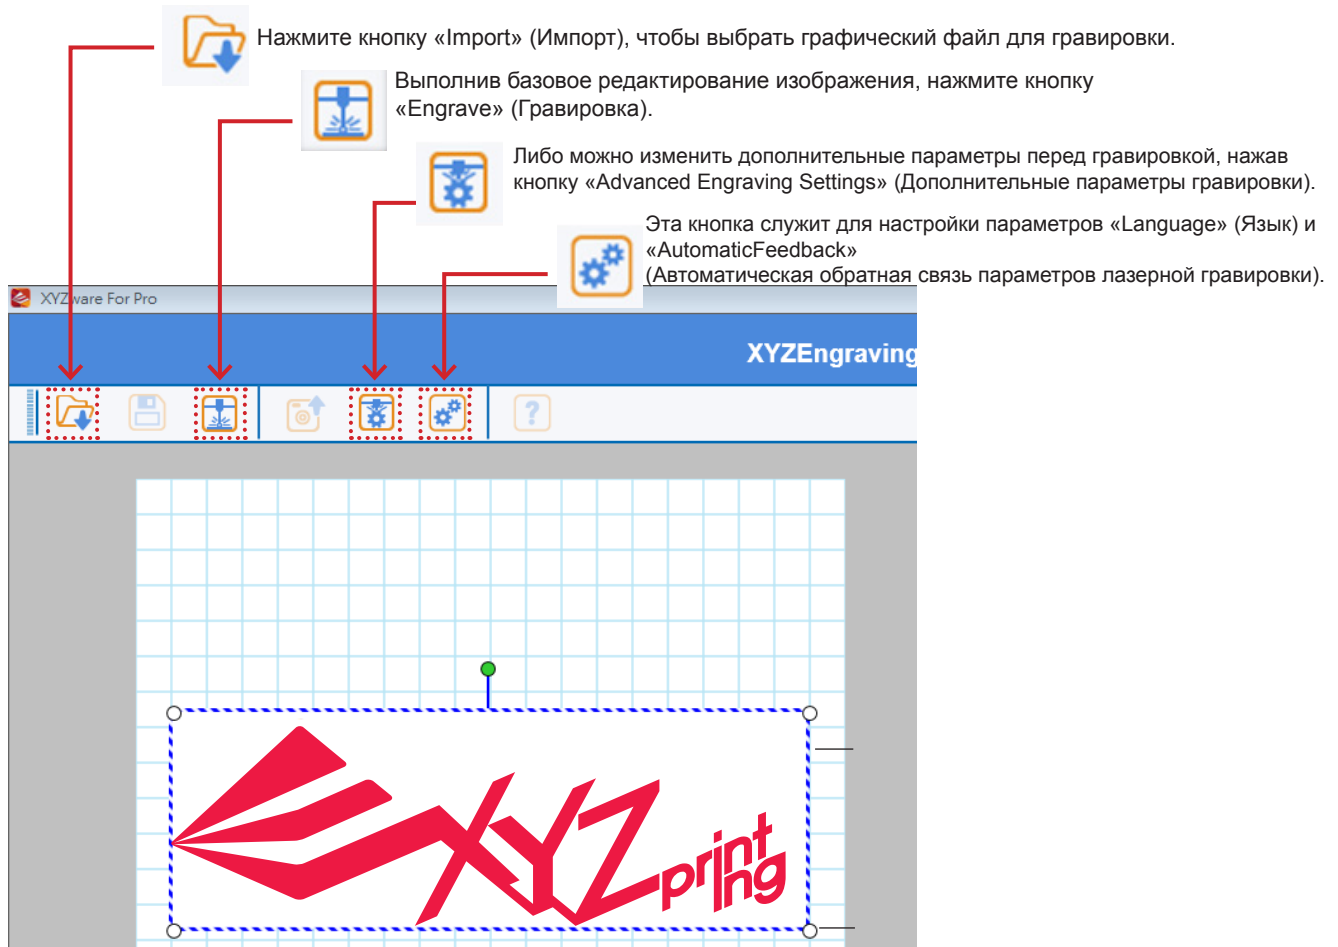 Нажмите кнопку «Import» (Импорт), чтобы выбрать графический файл для гравировки.
Выполнив базовое редактирование изображения, нажмите кнопку
«Engrave» (Гравировка).
Либо можно изменить дополнительные параметры перед гравировкой, нажав
кнопку «Advanced Engraving Settings» (Дополнительные параметры гравировки).
Эта кнопка служит для настройки параметров «Language» (Язык) и
«AutomaticFeedback»
(Автоматическая обратная связь параметров лазерной гравировки).
XYZware For Pro
XYZEngraving
?
XYZprinting